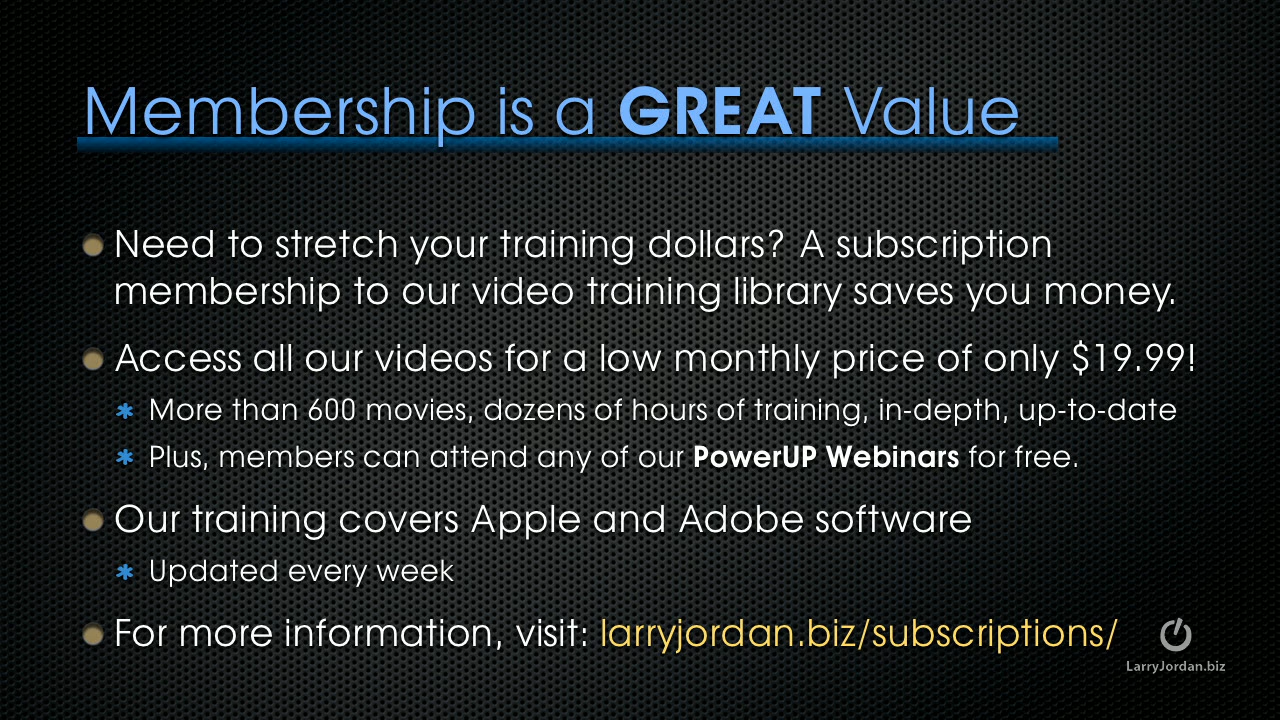 Membership is a GREAT Value
Need to stretch your training dollars? A subscription
membership to our video training library saves you money.
Access all our videos for a low monthly price of only $19.99!
More than 600 movies, dozens of hours of training, in-depth, up-to-date
Plus, members can attend any of our PowerUP Webinars for free.
Our training covers Apple and Adobe software
Updated every week
For more information, visit: larryjordan.biz/subscriptions/
LarryJordan.biz